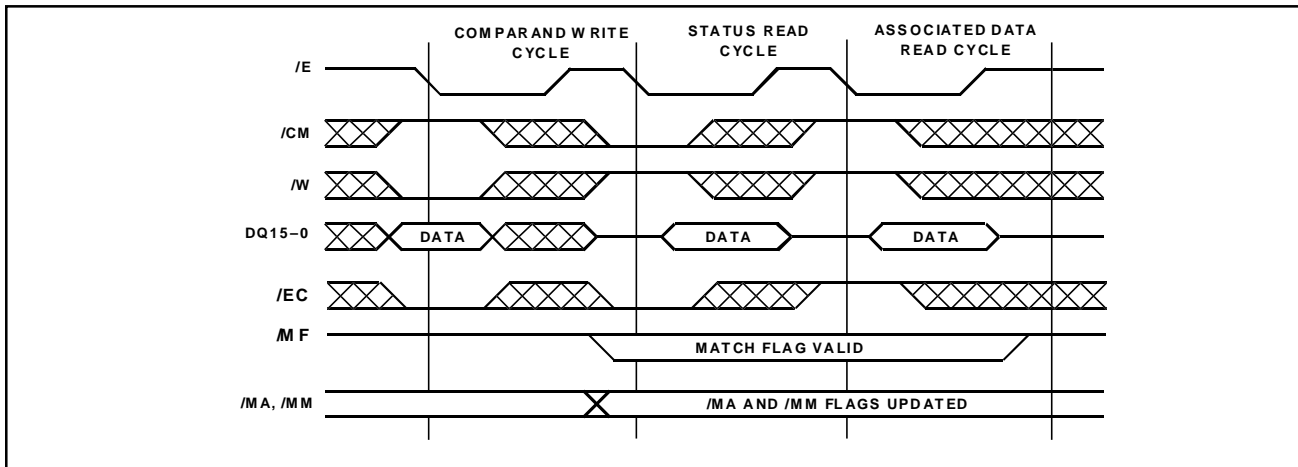 COMPARAND WRITE
CYCLE
STATUS READ
CYCLE
ASSOCIATED DATA
READ CYCLE
/E
/CM
/W
DQ15–0
DATA
DATA
DATA
/EC
/MF
MATCH FLAG VALID
/MA, /MM
/MA AND /MM FLAGS UPDATED